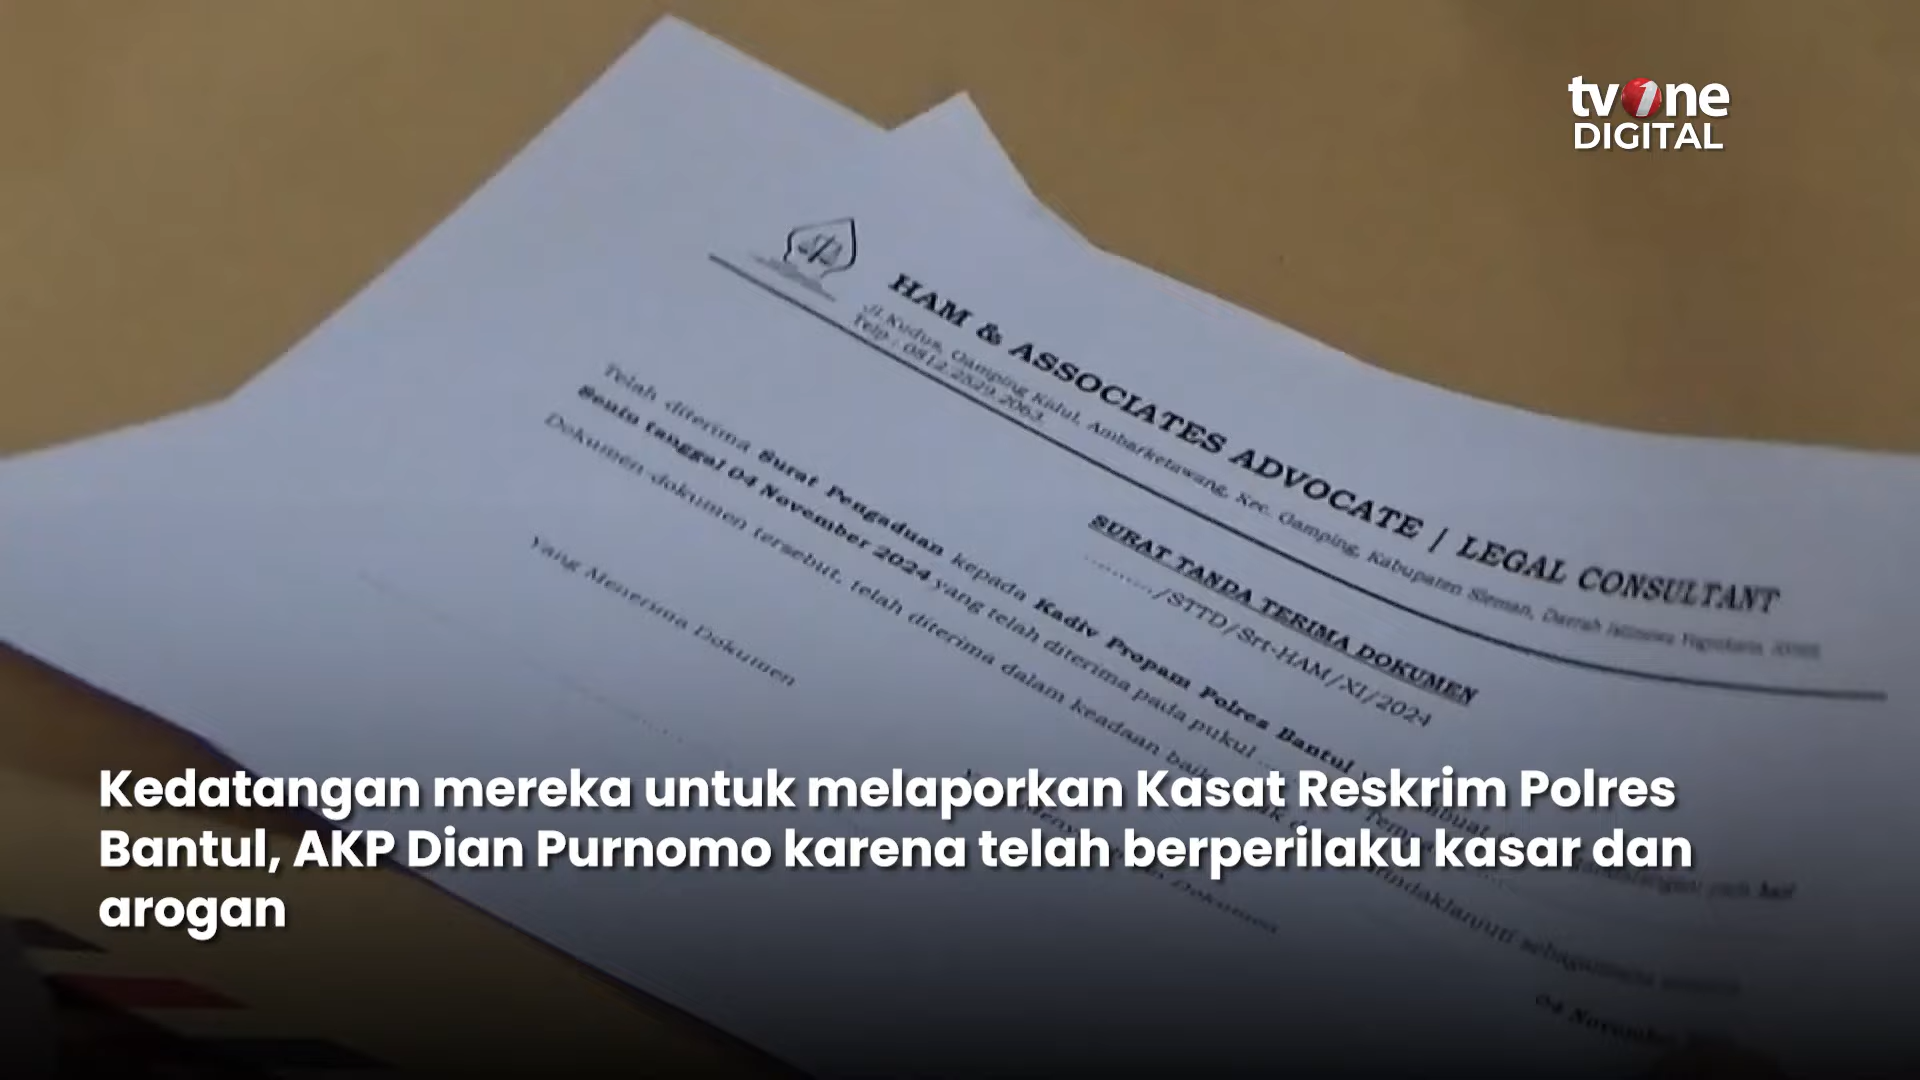 tvOne
DIGITAL
HAM & ASSOCIATES ADVOCATE / LEGAL CONSULTANT
Jl.Kudus, Gamping Kidul, Ambarketawang, Kec. Gamping, Kabupaten Sleman, Daerah Istimewa Yogyakarta
Telp : 0812.2529.2063.
SURAT TANDA TERIMA DOKUMEN
........./STTD/Srt-HAM/XI/2024
Telah diterima Surat Pengaduan kepada Kadiv Propam Polres Bantul
Senin tanggal 04 November 2024 yang telah diterima pada pukul
Dokumen-dokumen tersebut, telah diterima dalam keadaan baik
Yang Menerima Dokumen
04 November
Kedatangan mereka untuk melaporkan Kasat Reskrim Polres
Bantul, AKP Dian Purnomo karena telah berperilaku kasar dan
arogan